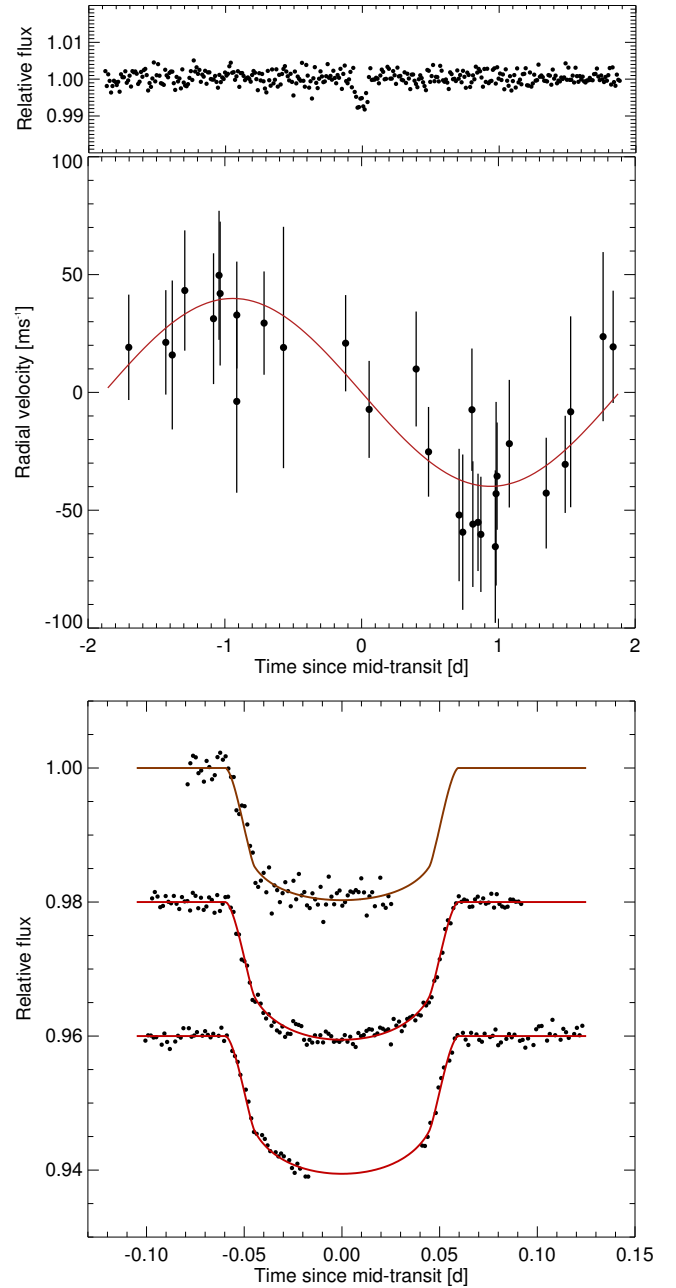 1.01
1.00
0.99
Relative flux
100
50
0
-50
-100
Radial velocity [ms⁻¹]
-2 -1 0 1 2
Time since mid-transit [d]
1.00
0.98
0.96
0.94
Relative flux
-0.10 -0.05 0.00 0.05 0.10 0.15
Time since mid-transit [d]